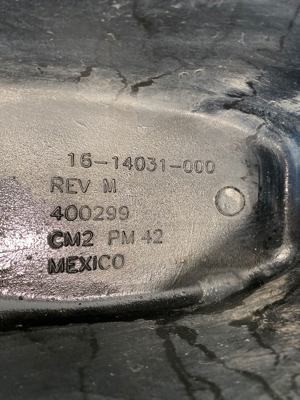 16-14031-000
REV M
400299
CM2 PM 42
MEXICO